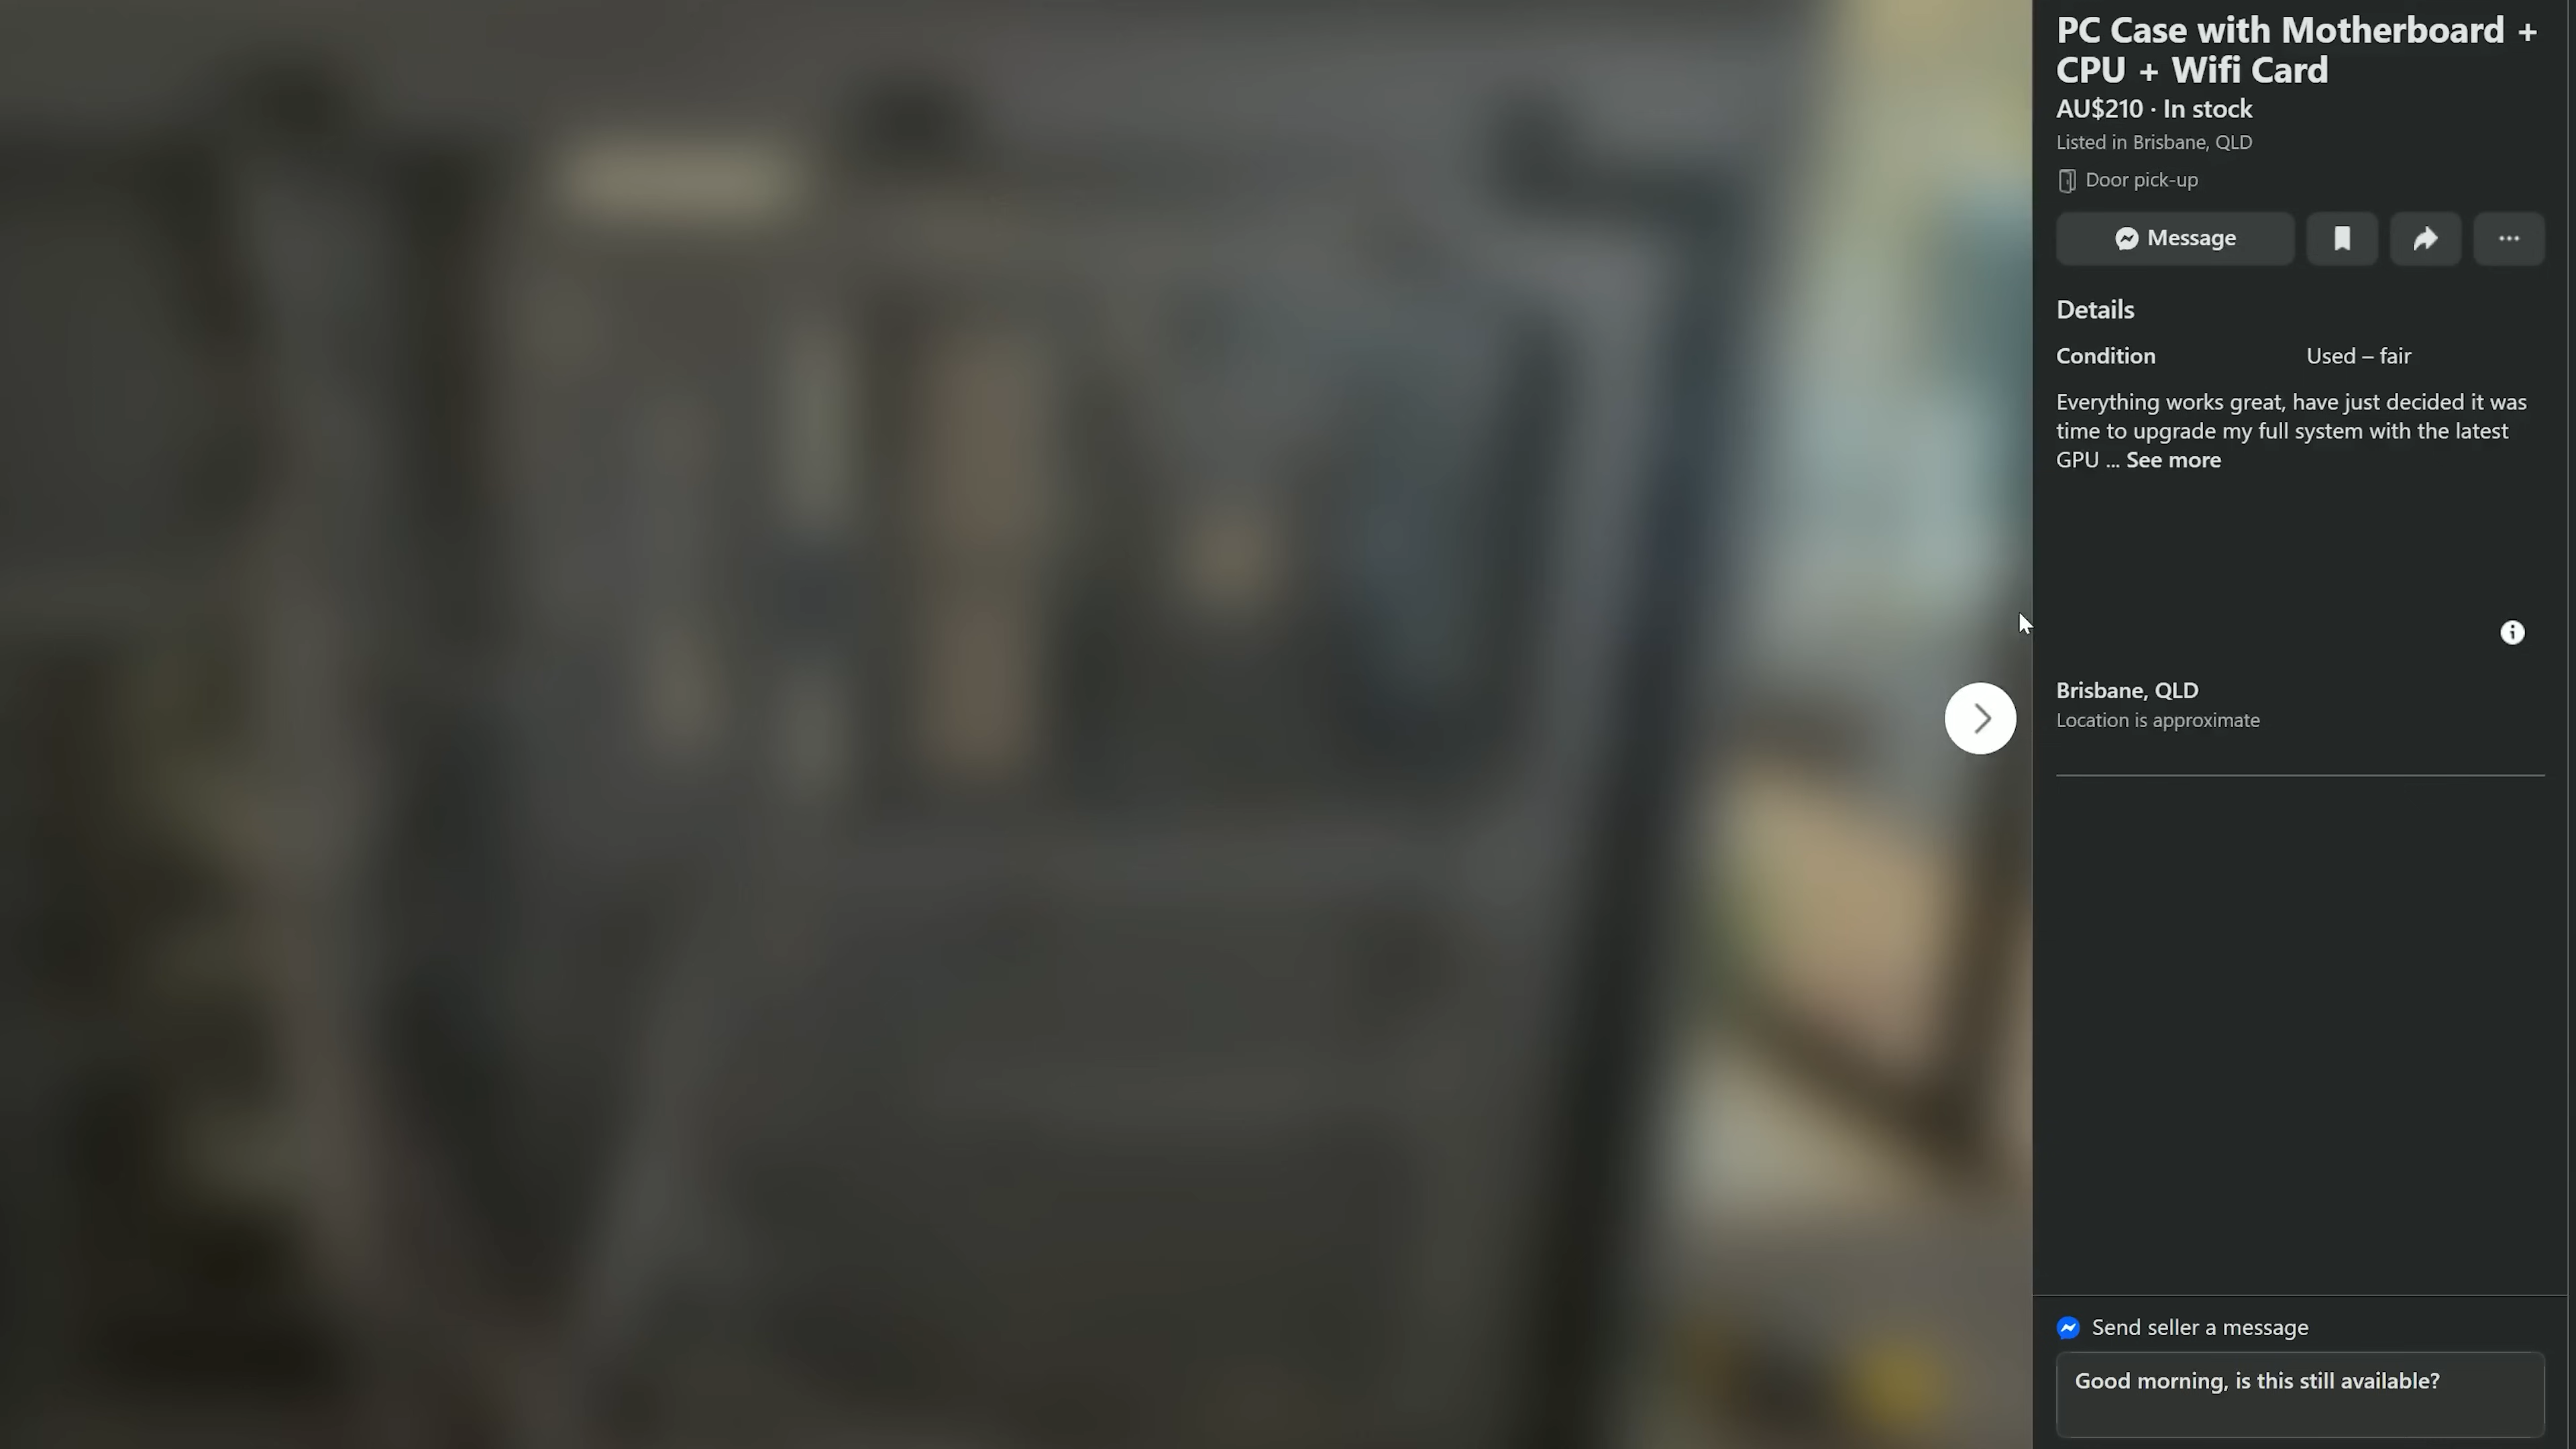 PC Case with Motherboard +
CPU + Wifi Card
AU$210 · In stock
Listed in Brisbane, QLD
Door pick-up
Message
Details
Condition Used – fair
Everything works great, have just decided it was
time to upgrade my full system with the latest
GPU ... See more
Brisbane, QLD
Location is approximate
Send seller a message
Good morning, is this still available?